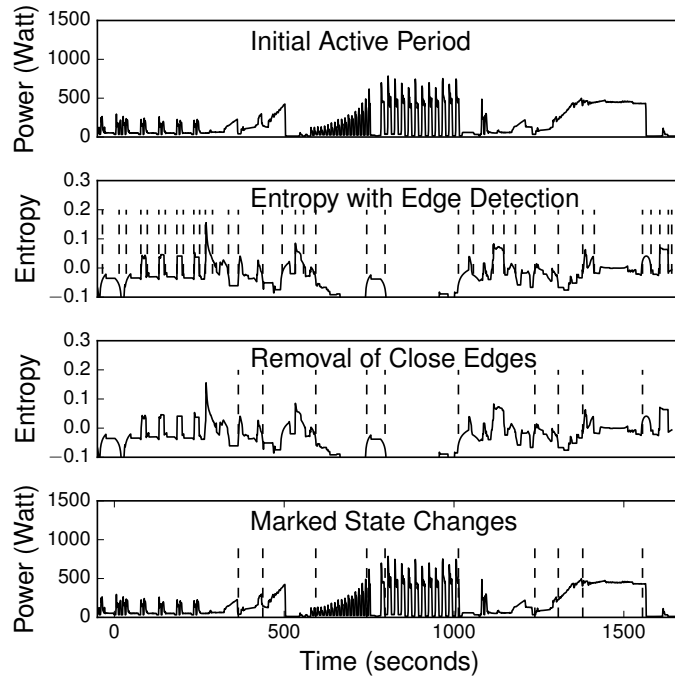 Initial Active Period
Power (Watt)
1500
1000
500
0
Entropy with Edge Detection
Entropy
0.3
0.2
0.1
0.0
−0.1
Removal of Close Edges
Entropy
0.3
0.2
0.1
0.0
−0.1
Marked State Changes
Power (Watt)
1500
1000
500
0
0 500 1000 1500
Time (seconds)